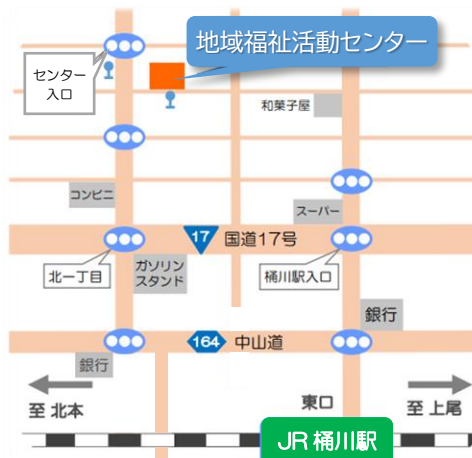 地域福祉活動センター
センター
入口
和菓子屋
コンビニ
スーパー
17 国道17号
北一丁目
ガソリン
スタンド
桶川駅入口
銀行
164 中山道
銀行
至 北本
東口
至 上尾
JR 桶川駅